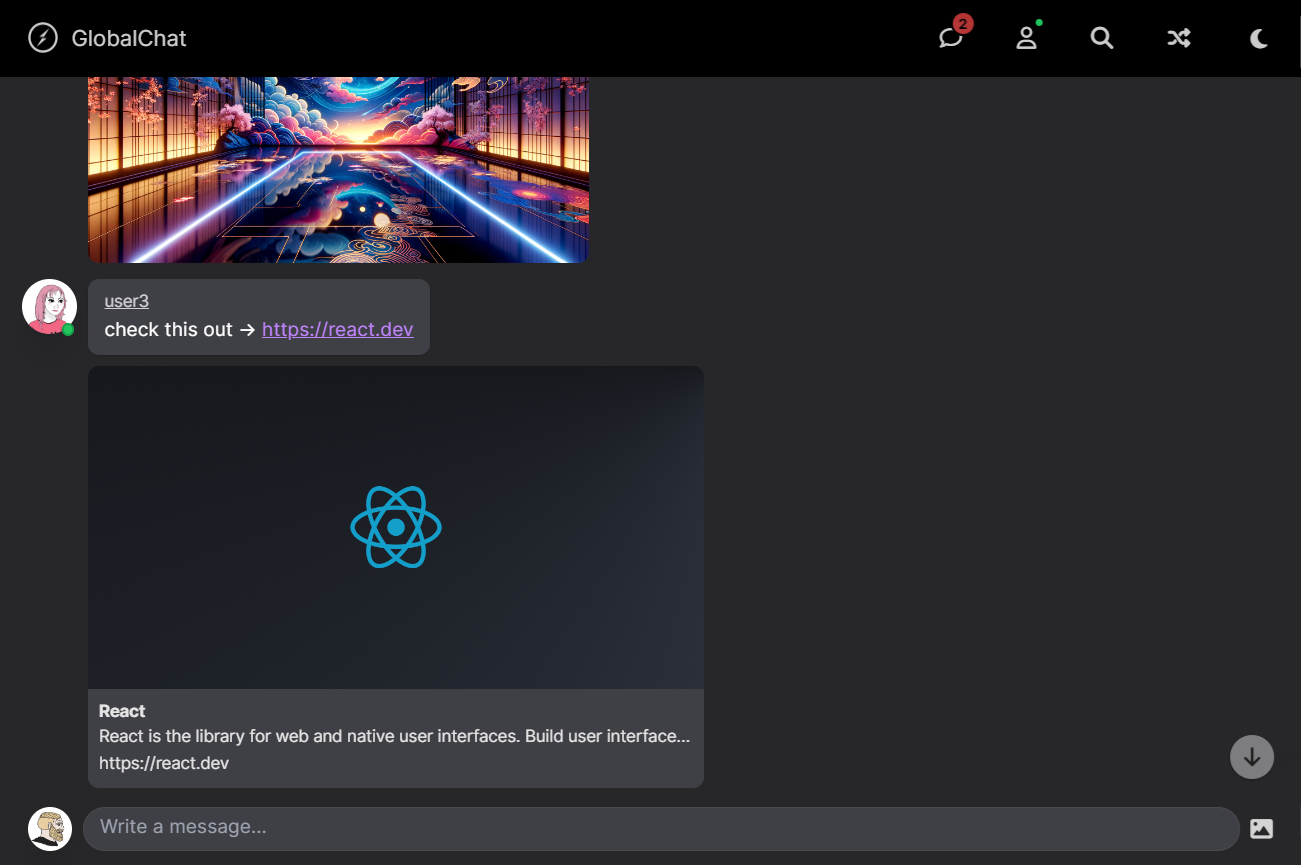 GlobalChat
2
user3
check this out → https://react.dev
React
React is the library for web and native user interfaces. Build user interface...
https://react.dev
Write a message...